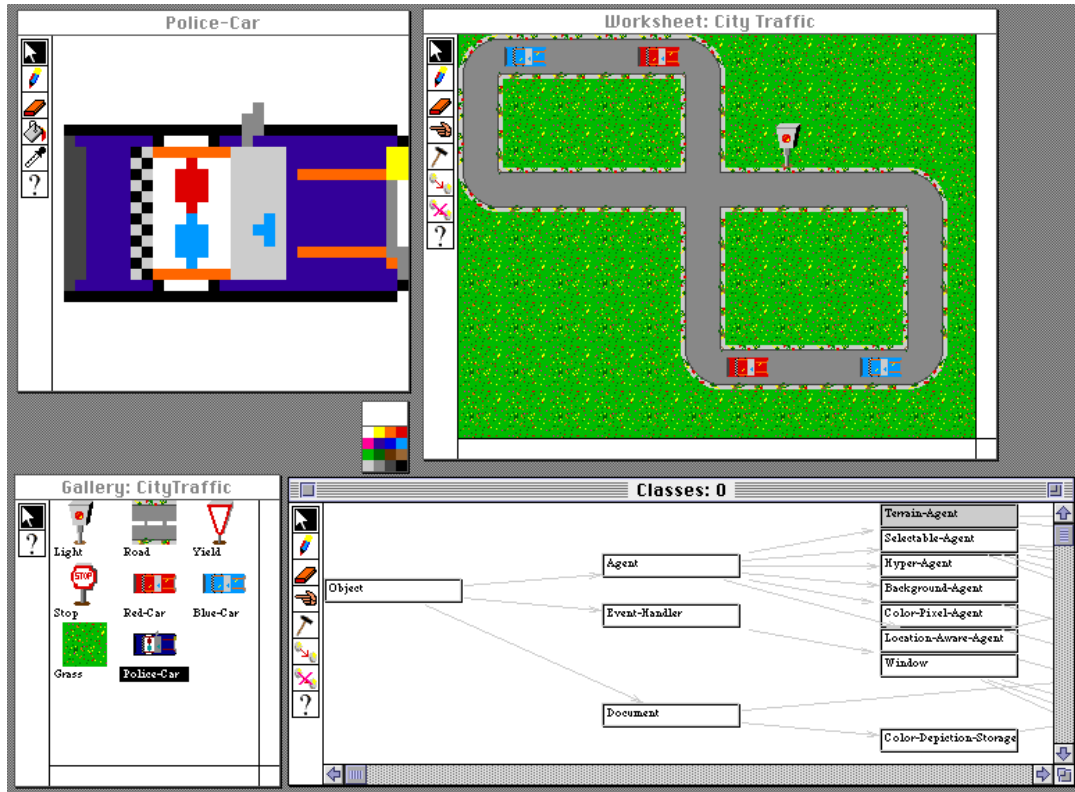 Police-Car
?
Worksheet: City Traffic
?
Gallery: CityTraffic
?
Light Road Yield
STOP
Stop Red-Car Blue-Car
Grass Police-Car
Classes: 0
?
Object
Agent
Event-Handler
Document
Terrain-Agent
Selectable-Agent
Hyper-Agent
Background-Agent
Color-Pixel-Agent
Location-Aware-Agent
Window
Color-Depiction-Storage